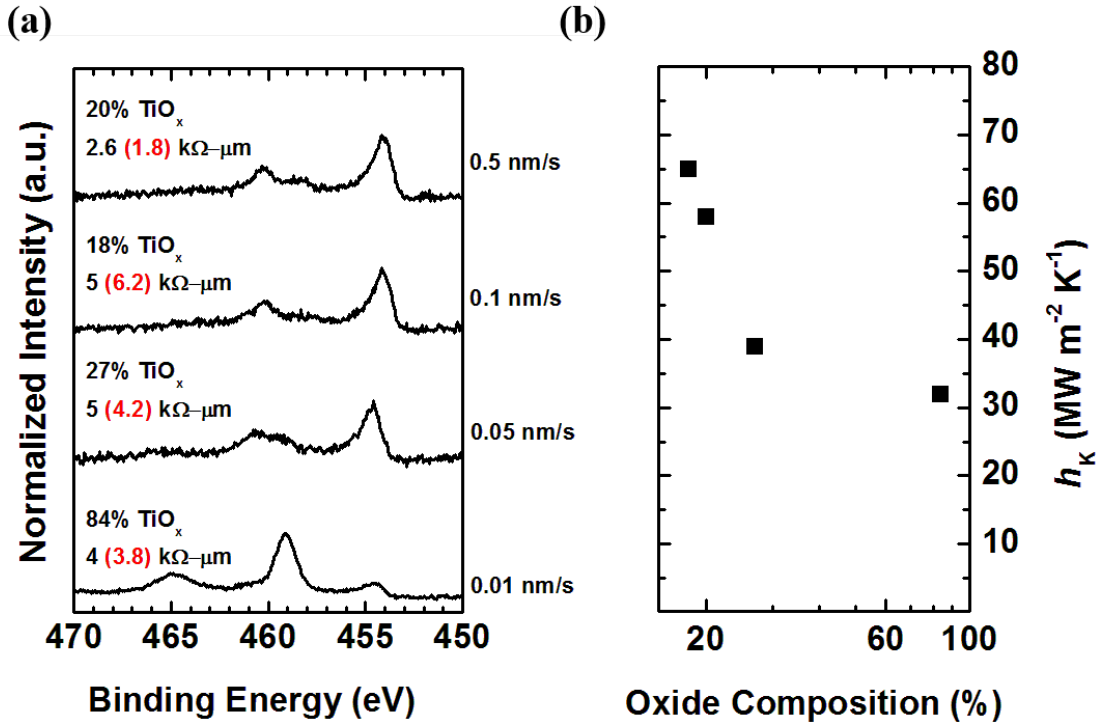 (a)
Normalized Intensity (a.u.)
20% TiOₓ
2.6 (1.8) kΩ–µm
0.5 nm/s
18% TiOₓ
5 (6.2) kΩ–µm
0.1 nm/s
27% TiOₓ
5 (4.2) kΩ–µm
0.05 nm/s
84% TiOₓ
4 (3.8) kΩ–µm
0.01 nm/s
470 465 460 455 450
Binding Energy (eV)
(b)
80
70
60
50
40
30
20
10
h_K (MW m⁻² K⁻¹)
20 60 100
Oxide Composition (%)